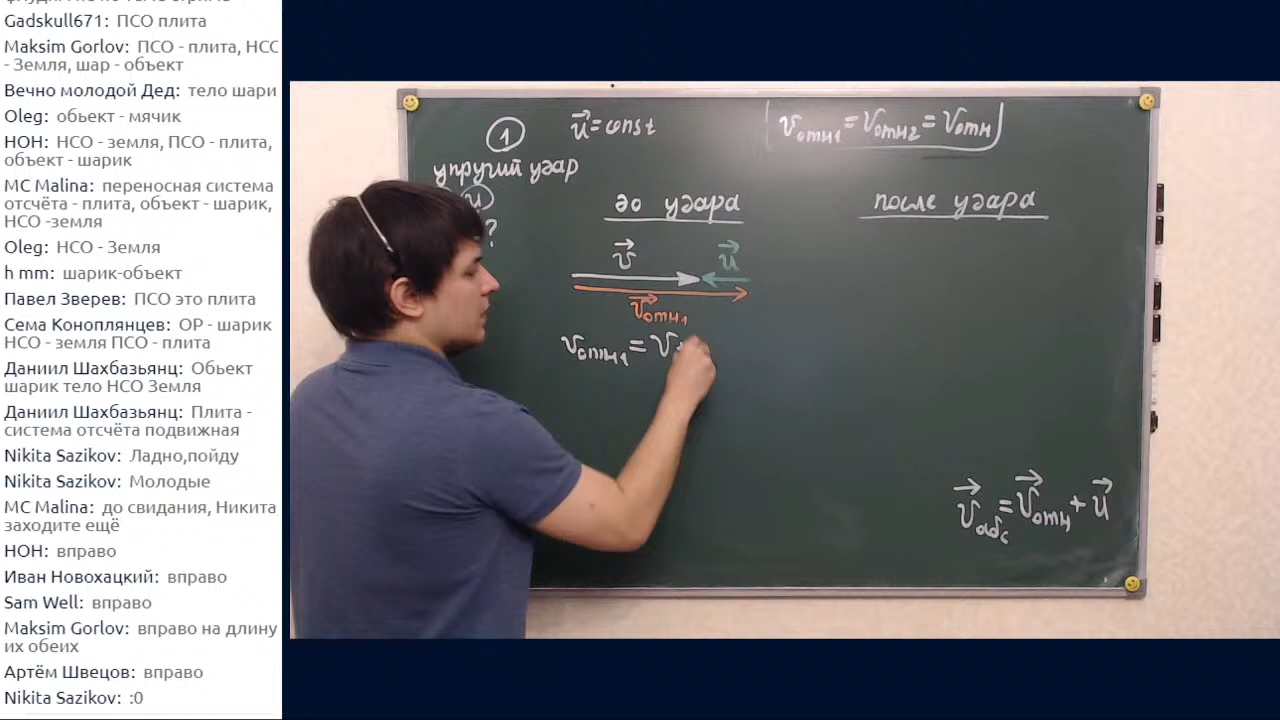 Gadskull671: ПСО плита
Maksim Gorlov: ПСО - плита, НСО
- Земля, шар - объект
Вечно молодой Дед: тело шари
Oleg: обьект - мячик
НОН: НСО - земля, ПСО - плита,
объект - шарик
MC Malina: переносная система
отсчёта - плита, объект - шарик,
НСО -земля
Oleg: НСО - Земля
h mm: шарик-объект
Павел Зверев: ПСО это плита
Сема Коноплянцев: ОР - шарик
НСО - земля ПСО - плита
Даниил Шахбазьянц: Обьект
шарик тело НСО Земля
Даниил Шахбазьянц: Плита -
система отсчёта подвижная
Nikita Sazikov: Ладно,пойду
Nikita Sazikov: Молодые
MC Malina: до свидания, Никита
заходите ещё
НОН: вправо
Иван Новохацкий: вправо
Sam Well: вправо
Maksim Gorlov: вправо на длину
их обеих
Артём Швецов: вправо
Nikita Sazikov: :0
1
u⃗ = const
v отн1 = v отн2 = v отн
упругий удар
?
до удара
после удара
v⃗
u⃗
v⃗ отн1
v отн1 = v +
v⃗ абс = v⃗ отн + u⃗